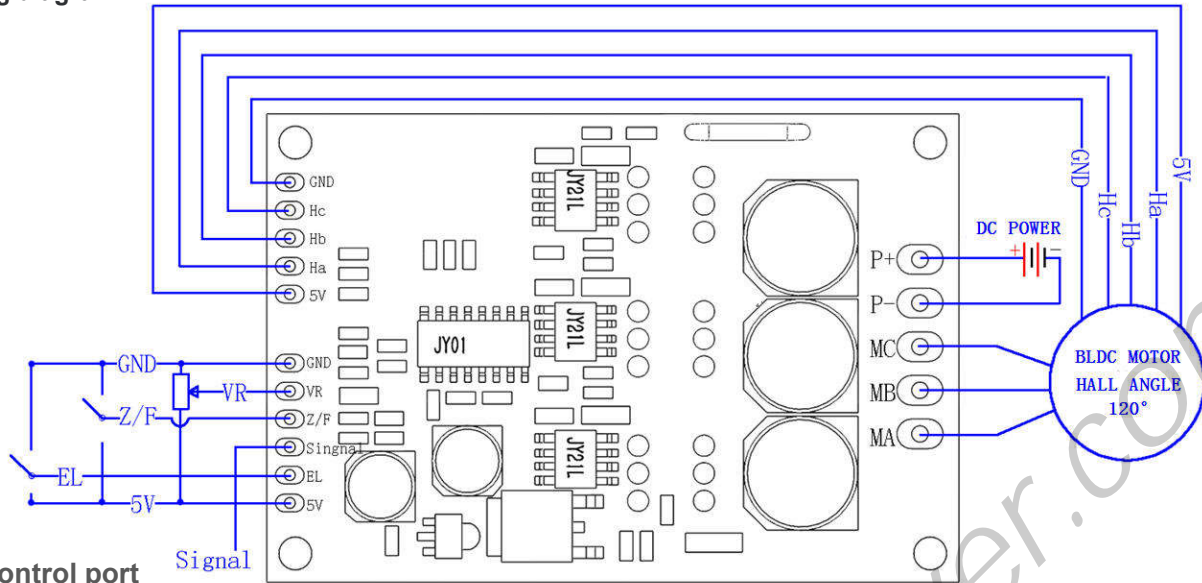 GND
Hc
Hb
Ha
5V
GND
VR
Z/F
Singnal
EL
5V
GND
VR
Z/F
EL
5V
Signal
JY01
JY21L
JY21L
JY21L
P+
P-
MC
MB
MA
DC POWER
+ -
GND
Hc
Hb
Ha
5V
BLDC MOTOR
HALL ANGLE
120°
ontrol port